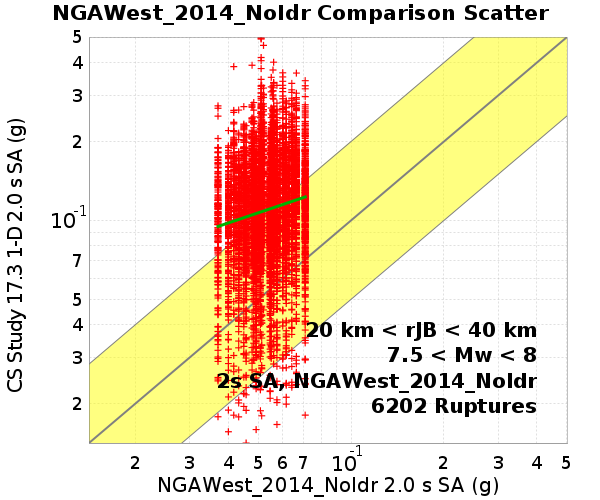 NGAWest_2014_NoIdr Comparison Scatter
CS Study 17.3 1-D 2.0 s SA (g)
5
4
3
2
10-1
7
5
4
3
2
20 km < rJB < 40 km
7.5 < Mw < 8
2s SA, NGAWest_2014_NoIdr
6202 Ruptures
2 3 4 5 6 7 10-1 2 3 4 5
NGAWest_2014_NoIdr 2.0 s SA (g)